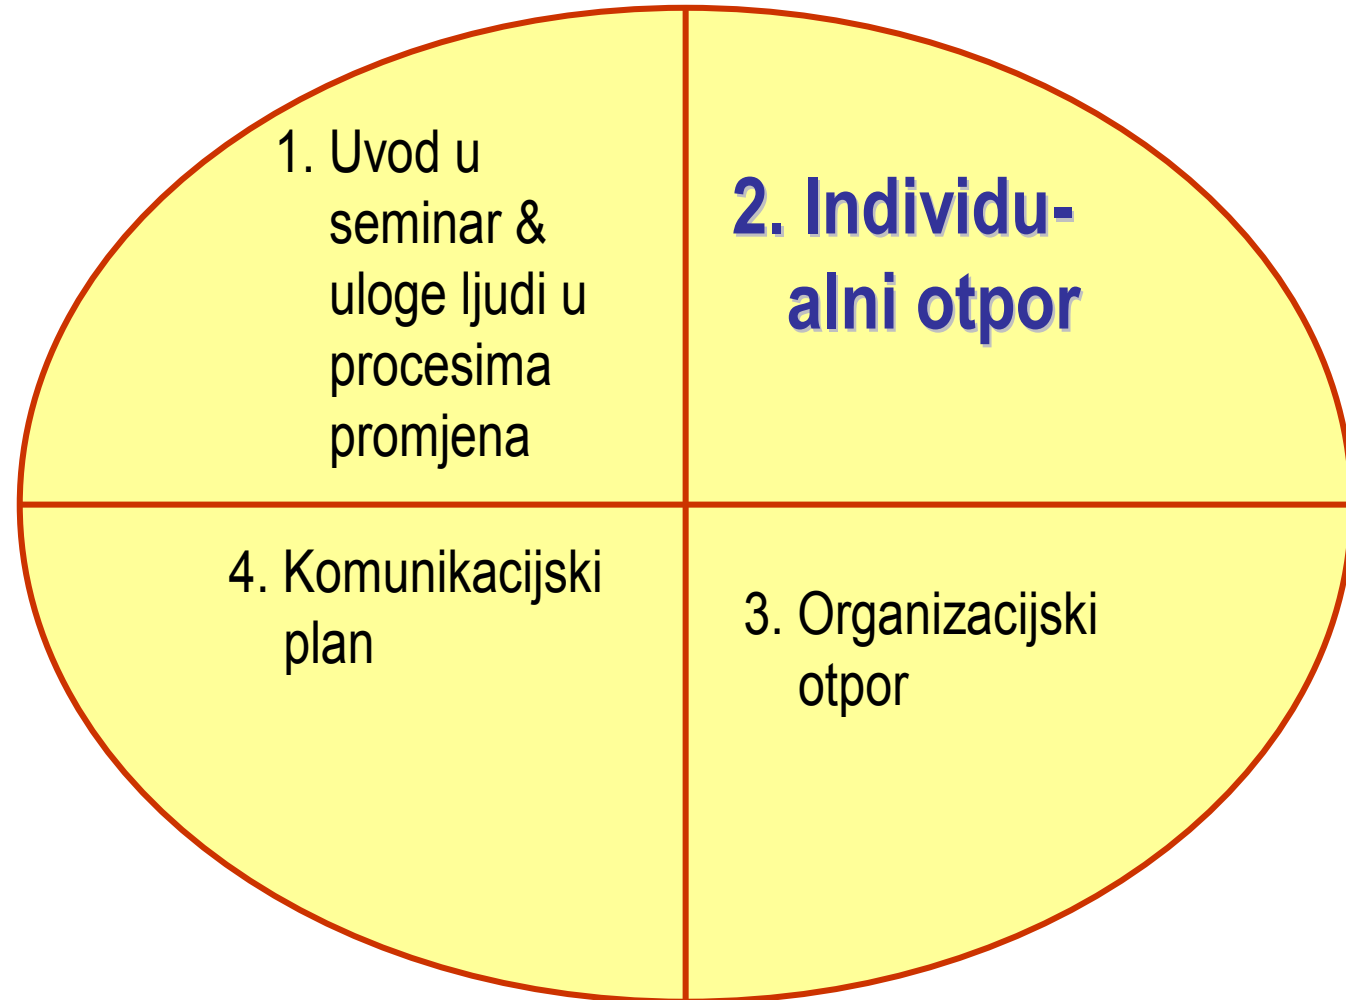 1. Uvod u
seminar &
uloge ljudi u
procesima
promjena
2. Individu-
alni otpor
3. Organizacijski
otpor
4. Komunikacijski
plan